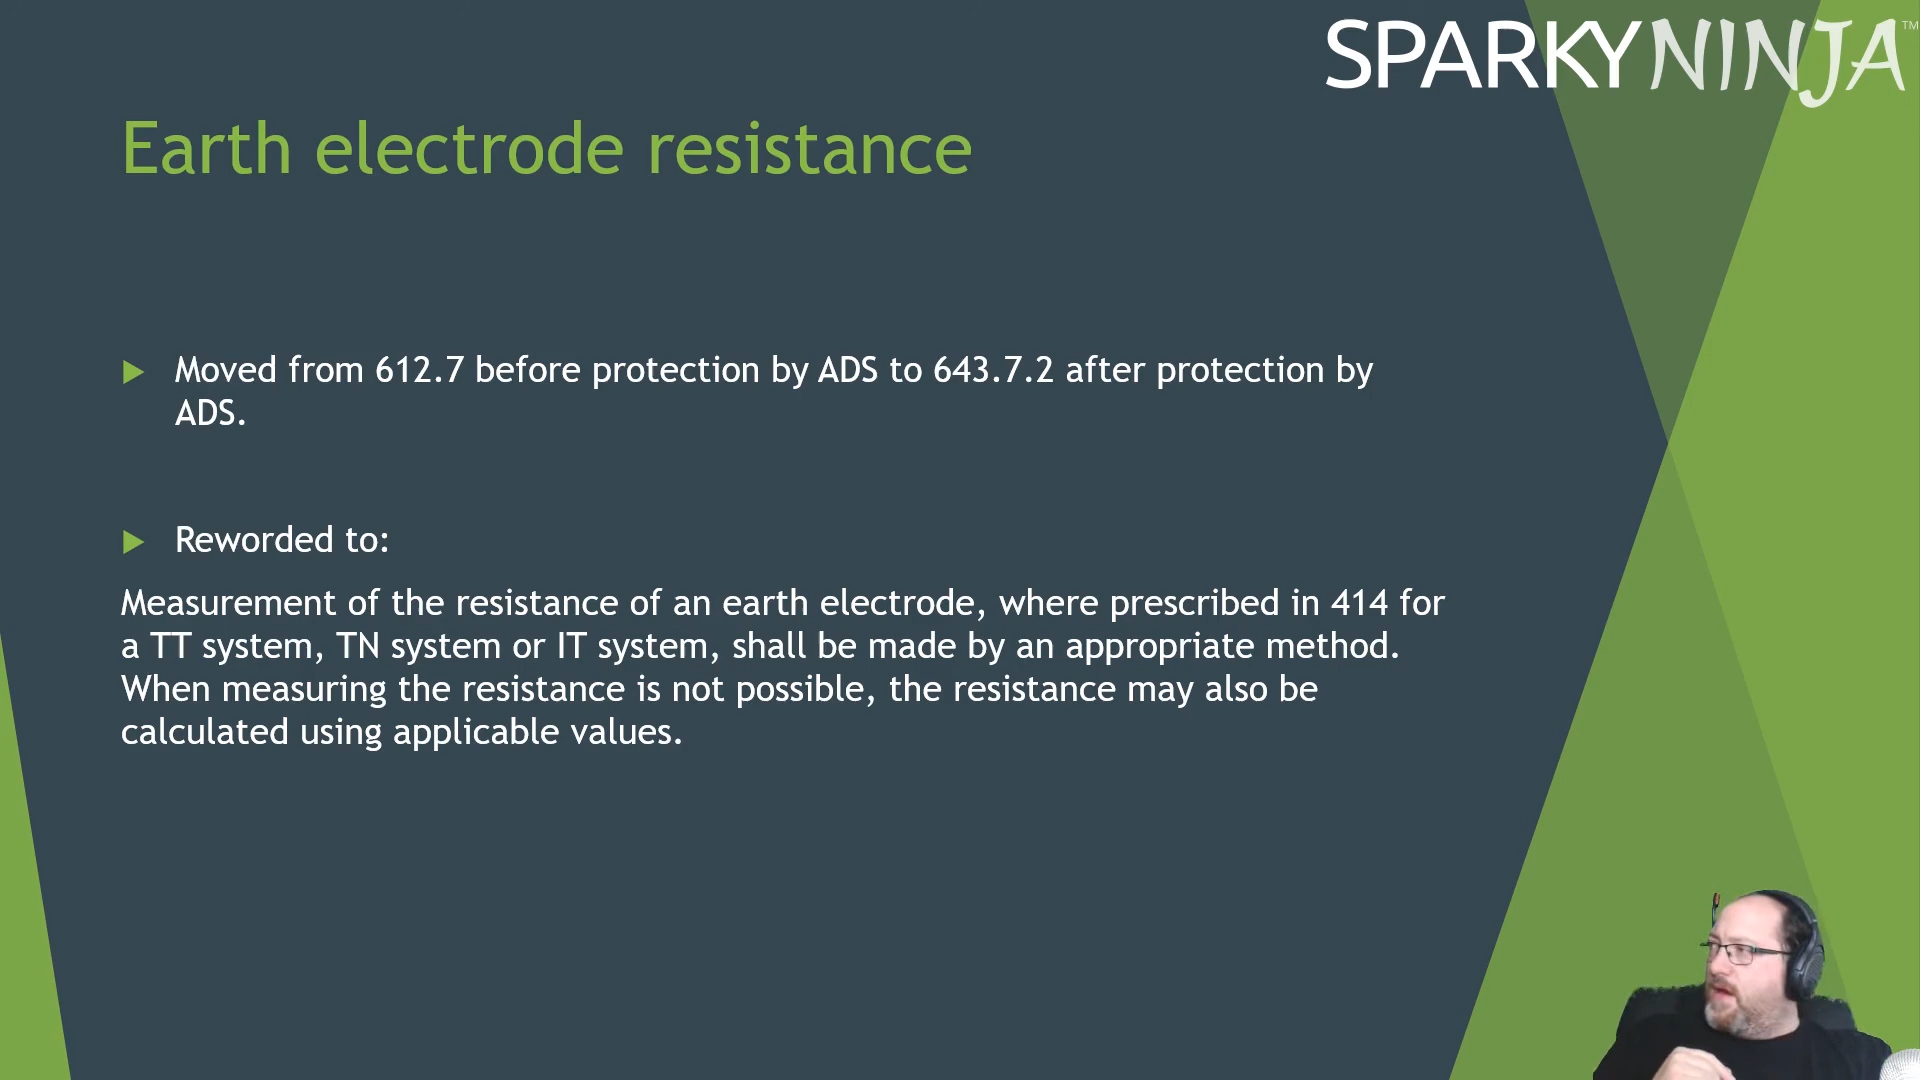 SPARKYNINJA™
Earth electrode resistance
Moved from 612.7 before protection by ADS to 643.7.2 after protection by
ADS.
Reworded to:
Measurement of the resistance of an earth electrode, where prescribed in 414 for
a TT system, TN system or IT system, shall be made by an appropriate method.
When measuring the resistance is not possible, the resistance may also be
calculated using applicable values.